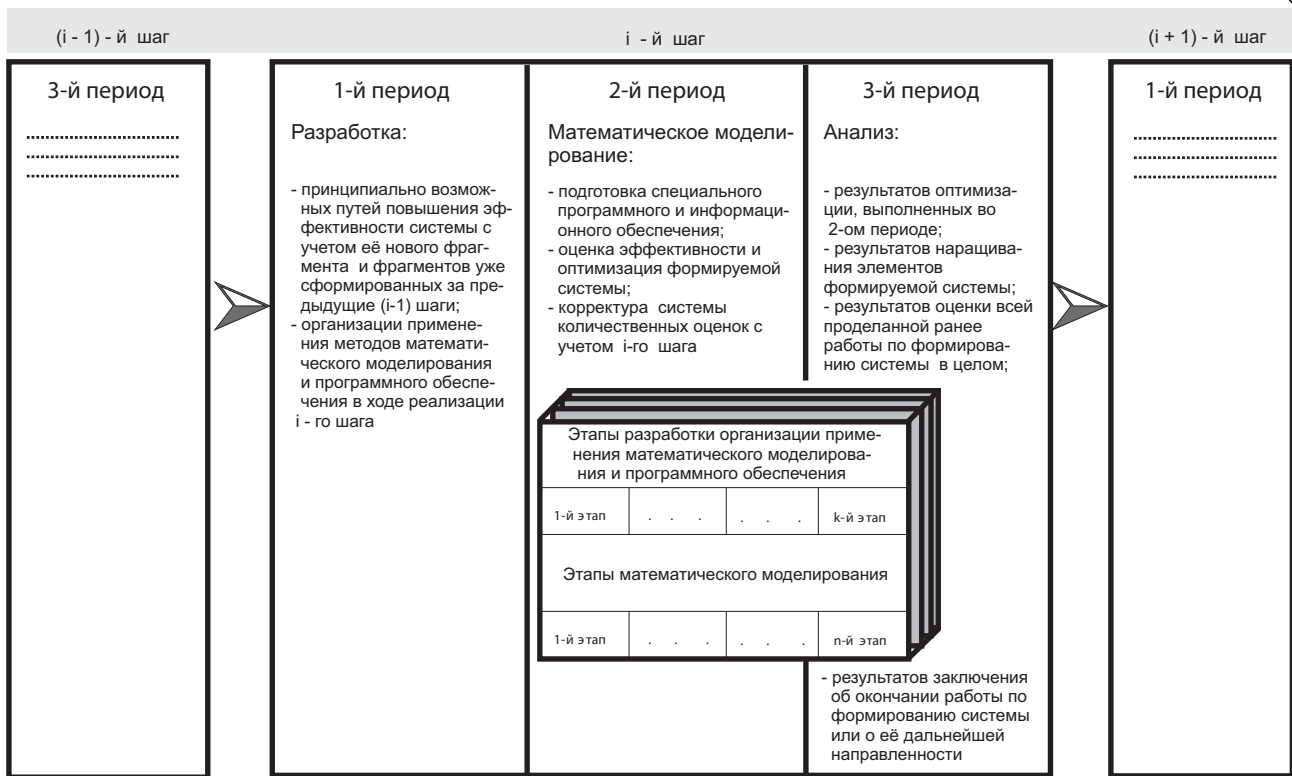 (i - 1) - й шаг
i - й шаг
(i + 1) - й шаг
3-й период
1-й период
Разработка:
- принципиально возмож-
ных путей повышения эф-
фективности системы с
учетом её нового фраг-
мента и фрагментов уже
сформированных за пре-
дыдущие (i-1) шаги;
- организации примене-
ния методов математи-
ческого моделирования
и программного обеспе-
чения в ходе реализации
i - го шага
2-й период
Математическое модели-
рование:
- подготовка специального
программного и информаци-
онного обеспечения;
- оценка эффективности и
оптимизация формируемой
системы;
- корректура системы
количественных оценок с
учетом i-го шага
3-й период
Анализ:
- результатов оптимиза-
ции, выполненных во
2-ом периоде;
- результатов наращива-
ния элементов
формируемой системы;
- результатов оценки всей
проделанной ранее
работы по формирова-
нию системы в целом;
Этапы разработки организации приме-
нения математического моделирова-
ния и программного обеспечения
1-й этап . . . . . . k-й этап
Этапы математического моделирования
1-й этап . . . . . . n-й этап
- результатов заключения
об окончании работы по
формированию системы
или о её дальнейшей
направленности
1-й период